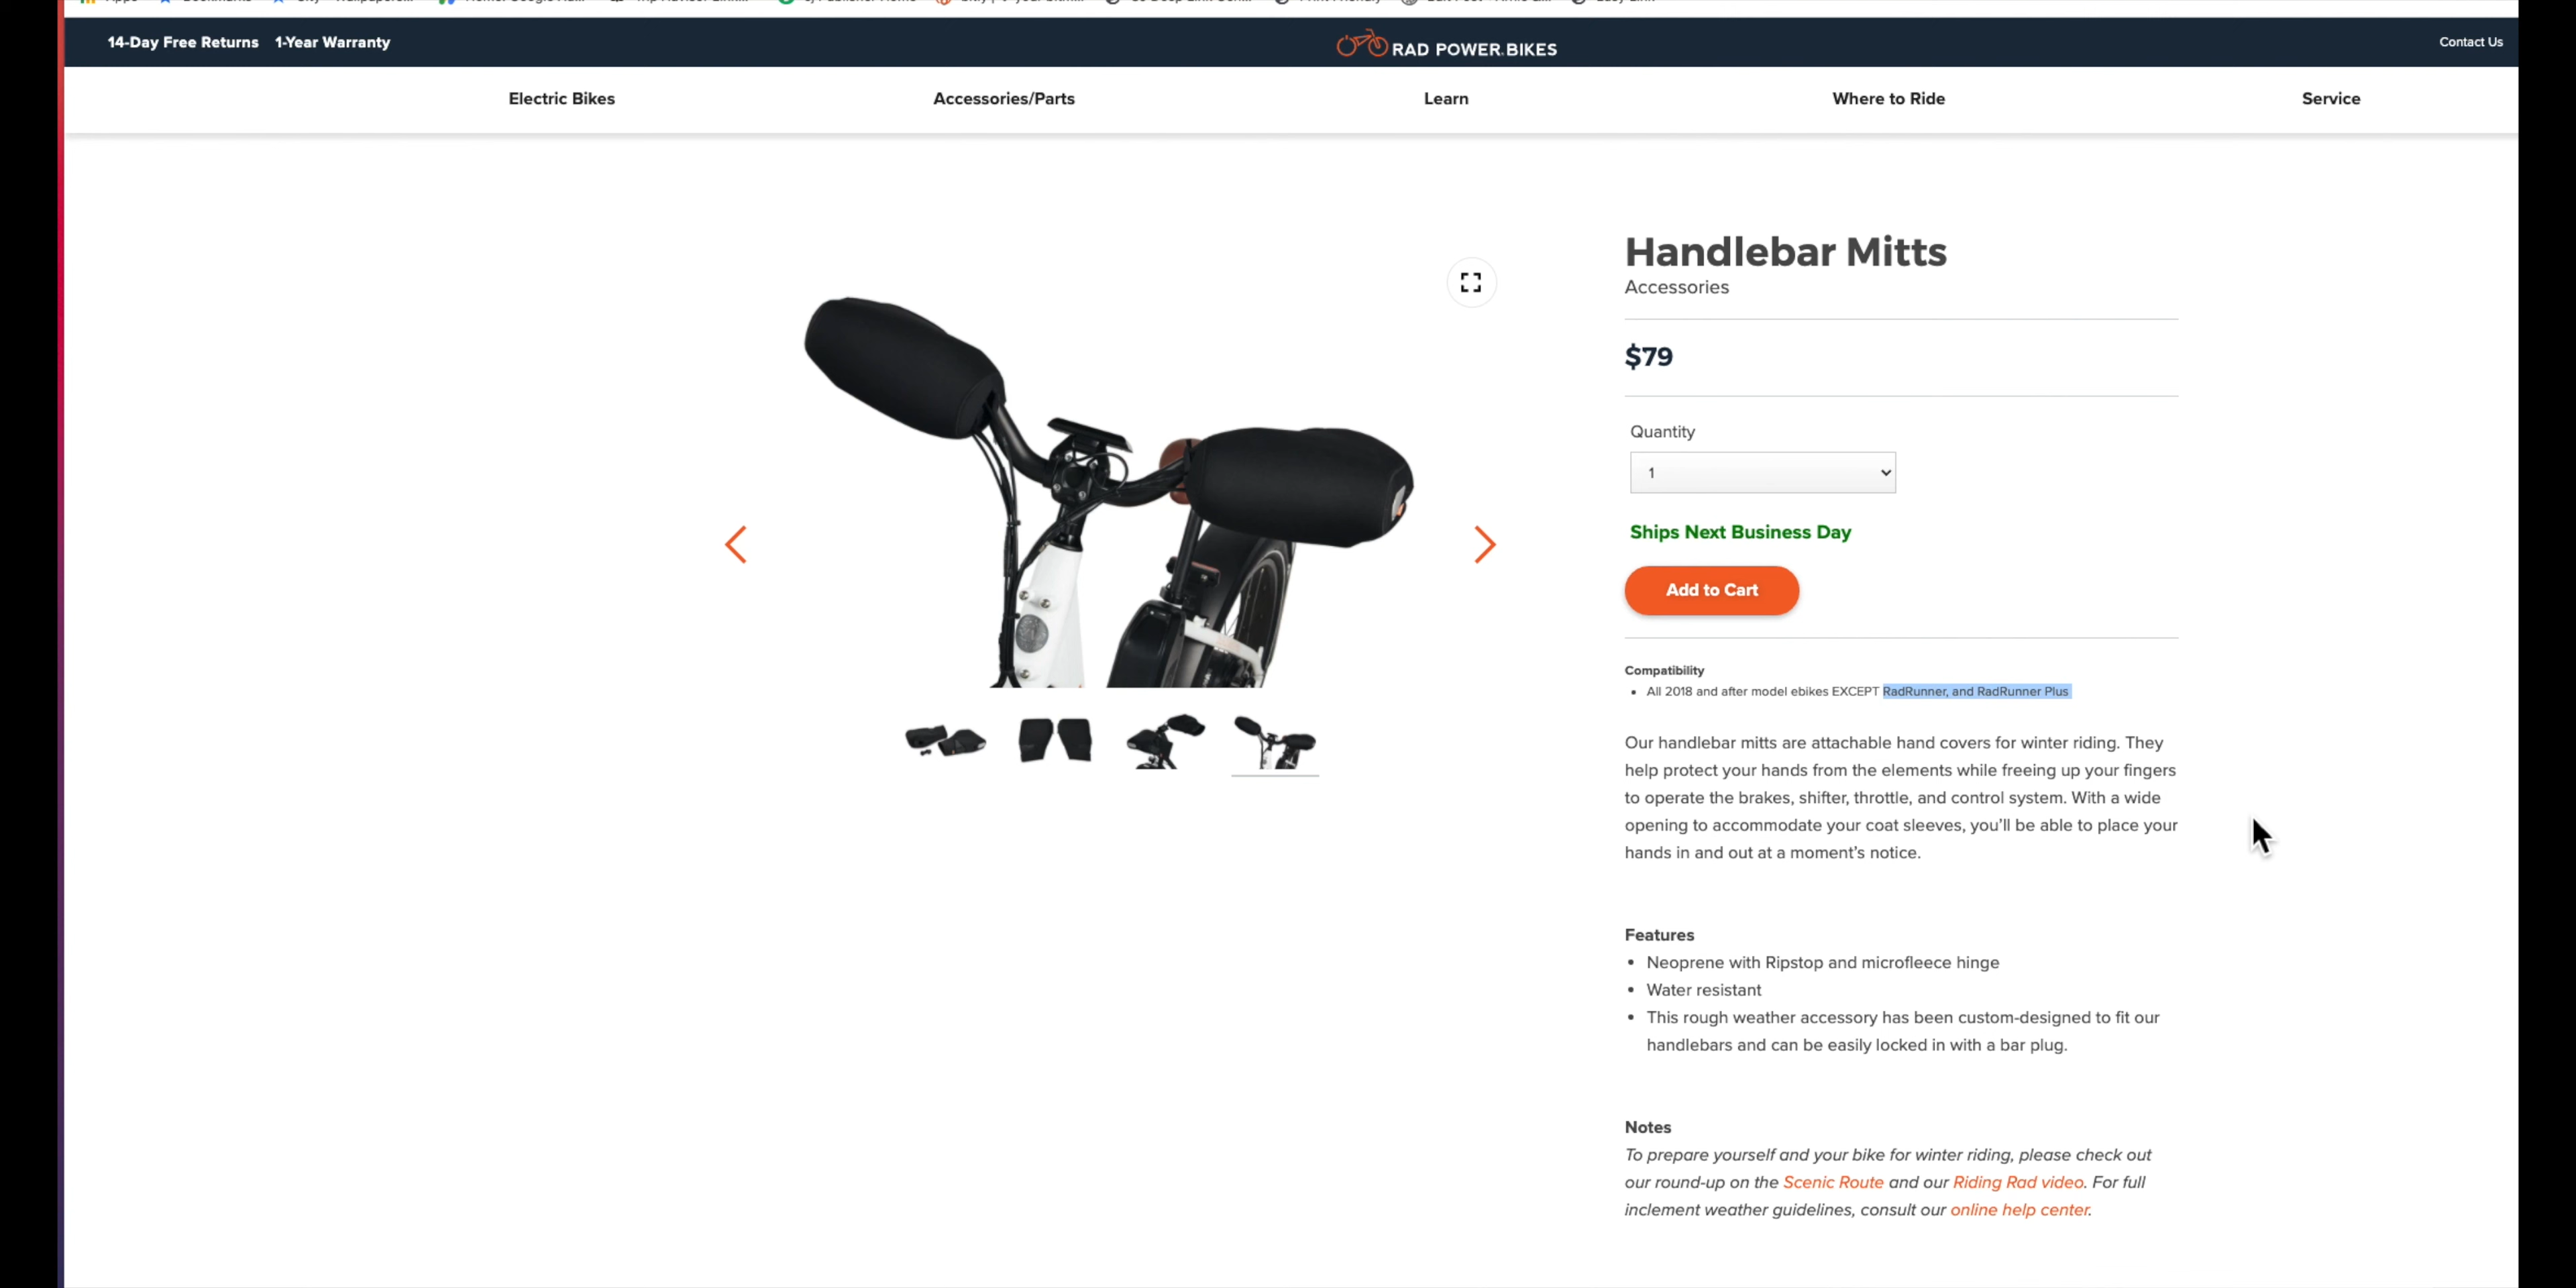 14-Day Free Returns 1-Year Warranty
RAD POWER BIKES
Contact Us
Electric Bikes
Accessories/Parts
Learn
Where to Ride
Service
Handlebar Mitts
Accessories
$79
Quantity
1
Ships Next Business Day
Add to Cart
Compatibility
• All 2018 and after model ebikes EXCEPT RadRunner, and RadRunner Plus
Our handlebar mitts are attachable hand covers for winter riding. They
help protect your hands from the elements while freeing up your fingers
to operate the brakes, shifter, throttle, and control system. With a wide
opening to accommodate your coat sleeves, you'll be able to place your
hands in and out at a moment's notice.
Features
• Neoprene with Ripstop and microfleece hinge
• Water resistant
• This rough weather accessory has been custom-designed to fit our
handlebars and can be easily locked in with a bar plug.
Notes
To prepare yourself and your bike for winter riding, please check out
our round-up on the Scenic Route and our Riding Rad video. For full
inclement weather guidelines, consult our online help center.